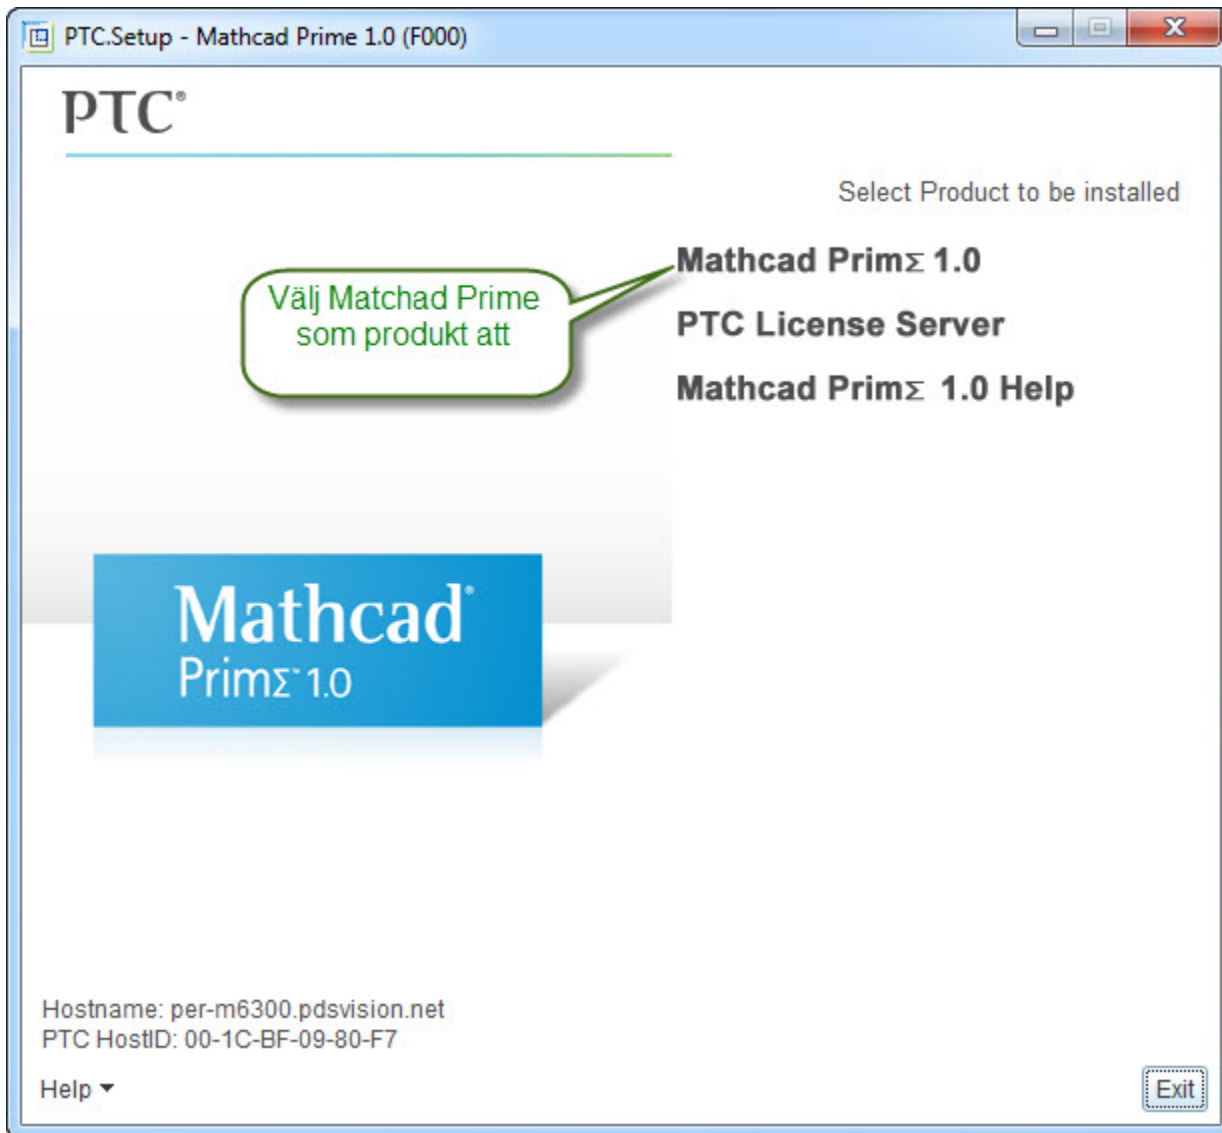 PTC.Setup - Mathcad Prime 1.0 (F000)
PTC®
Select Product to be installed
Mathcad PrimΣ 1.0
Välj Matchad Prime
som produkt att
PTC License Server
Mathcad PrimΣ 1.0 Help
Mathcad®
PrimΣ™ 1.0
Hostname: per-m6300.pdsvision.net
PTC HostID: 00-1C-BF-09-80-F7
Help
Exit